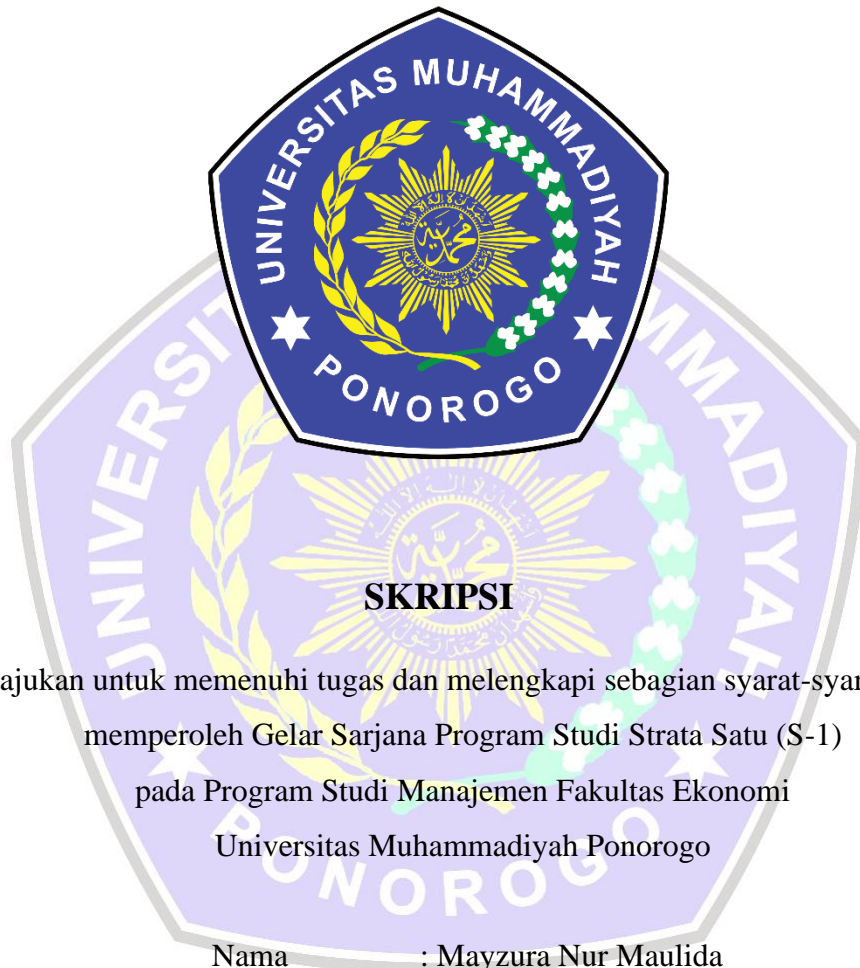 UNIVERSITAS MUHAMMADIYAH
PONOROGO
محمد
SKRIPSI
ajukan untuk memenuhi tugas dan melengkapi sebagian syarat-syar
memperoleh Gelar Sarjana Program Studi Strata Satu (S-1)
pada Program Studi Manajemen Fakultas Ekonomi
Universitas Muhammadiyah Ponorogo
Nama : Mayzura Nur Maulida